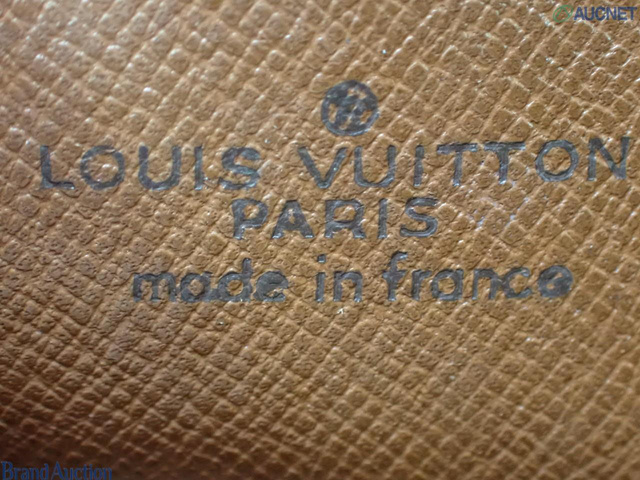 AUCNET
LOUIS VUITTON
PARIS
made in france
Brand Auction